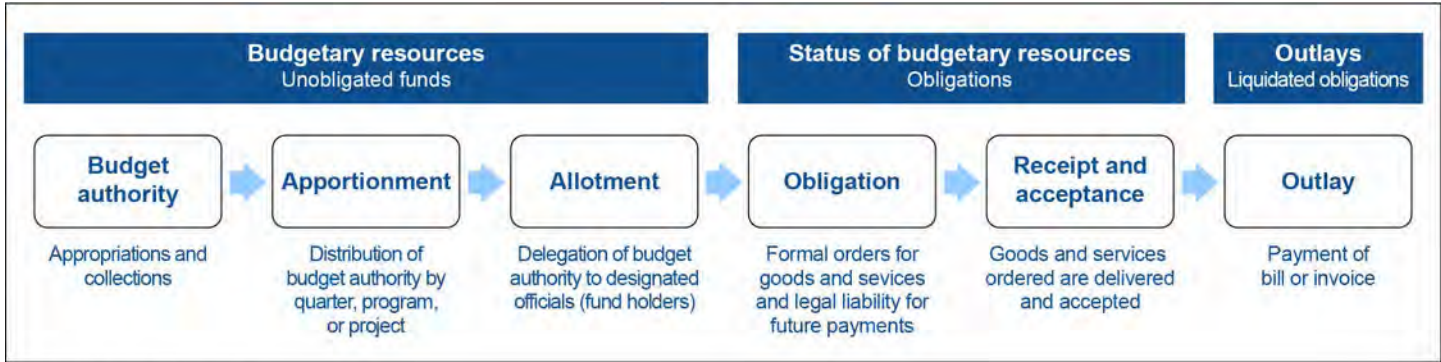 Budgetary resources
Unobligated funds
Status of budgetary resources
Obligations
Outlays
Liquidated obligations
Budget
authority
Apportionment
Allotment
Obligation
Receipt and
acceptance
Outlay
Appropriations and
collections
Distribution of
budget authority by
quarter, program,
or project
Delegation of budget
authority to designated
officials (fund holders)
Formal orders for
goods and sevices
and legal liability for
future payments
Goods and services
ordered are delivered
and accepted
Payment of
bill or invoice